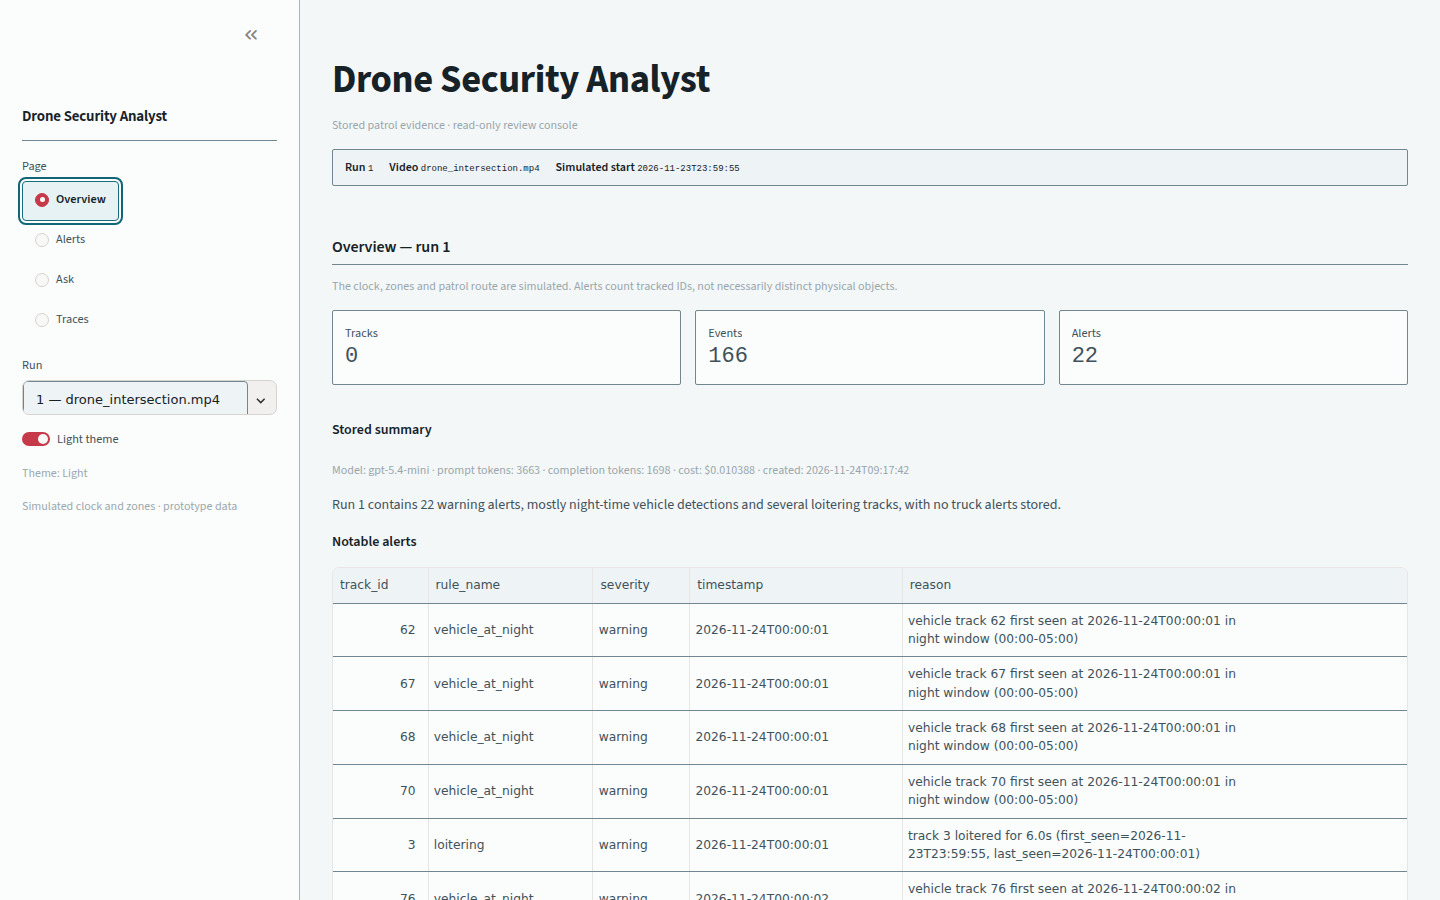 Drone Security Analyst
Page
Overview
Alerts
Ask
Traces
Run
1 — drone_intersection.mp4
Light theme
Theme: Light
Simulated clock and zones · prototype data
Drone Security Analyst
Stored patrol evidence · read-only review console
Run 1 Video drone_intersection.mp4 Simulated start 2026-11-23T23:59:55
Overview — run 1
The clock, zones and patrol route are simulated. Alerts count tracked IDs, not necessarily distinct physical objects.
Tracks Events Alerts
0 166 22
Stored summary
Model: gpt-5.4-mini · prompt tokens: 3663 · completion tokens: 1698 · cost: $0.010388 · created: 2026-11-24T09:17:42
Run 1 contains 22 warning alerts, mostly night-time vehicle detections and several loitering tracks, with no truck alerts stored.
Notable alerts
track_id rule_name severity timestamp reason
62 vehicle_at_night warning 2026-11-24T00:00:01 vehicle track 62 first seen at 2026-11-24T00:00:01 in
night window (00:00-05:00)
67 vehicle_at_night warning 2026-11-24T00:00:01 vehicle track 67 first seen at 2026-11-24T00:00:01 in
night window (00:00-05:00)
68 vehicle_at_night warning 2026-11-24T00:00:01 vehicle track 68 first seen at 2026-11-24T00:00:01 in
night window (00:00-05:00)
70 vehicle_at_night warning 2026-11-24T00:00:01 vehicle track 70 first seen at 2026-11-24T00:00:01 in
night window (00:00-05:00)
3 loitering warning 2026-11-24T00:00:01 track 3 loitered for 6.0s (first_seen=2026-11-
23T23:59:55, last_seen=2026-11-24T00:00:01)
76 vehicle_at_night warning 2026-11-24T00:00:02 vehicle track 76 first seen at 2026-11-24T00:00:02 in